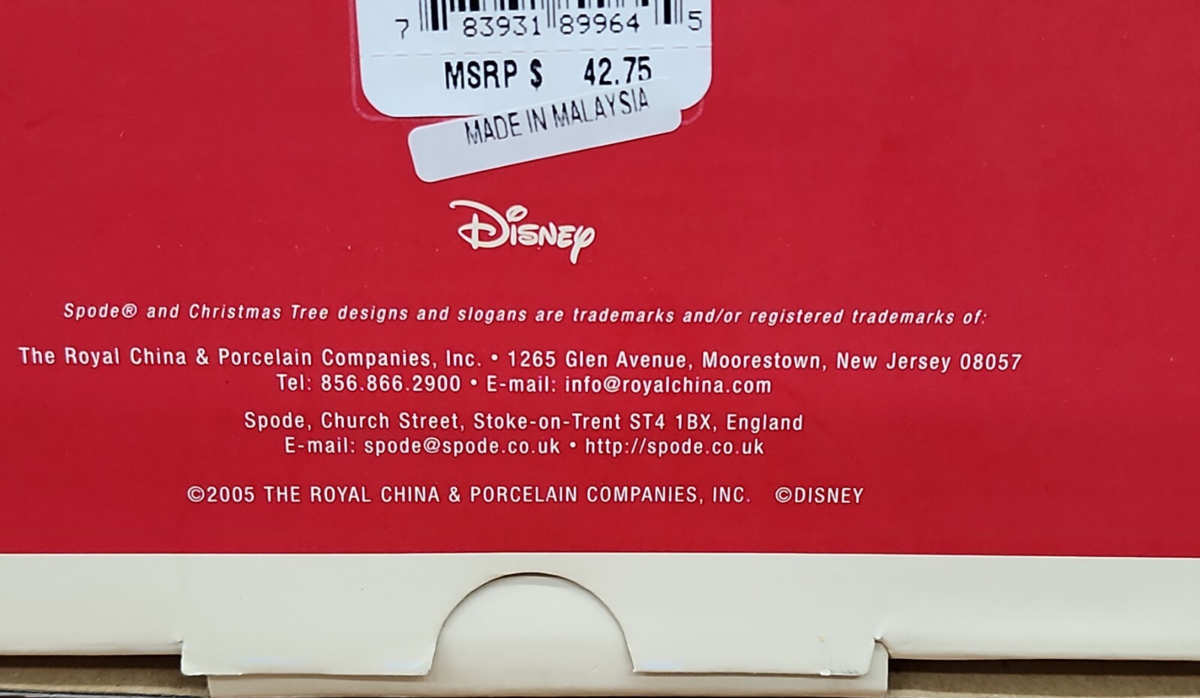 7 83931 89964 5
MSRP $ 42.75
MADE IN MALAYSIA
Disney
Spode® and Christmas Tree designs and slogans are trademarks and/or registered trademarks of:
The Royal China & Porcelain Companies, Inc. • 1265 Glen Avenue, Moorestown, New Jersey 08057
Tel: 856.866.2900 • E-mail: info@royalchina.com
Spode, Church Street, Stoke-on-Trent ST4 1BX, England
E-mail: spode@spode.co.uk • http://spode.co.uk
©2005 THE ROYAL CHINA & PORCELAIN COMPANIES, INC. ©DISNEY